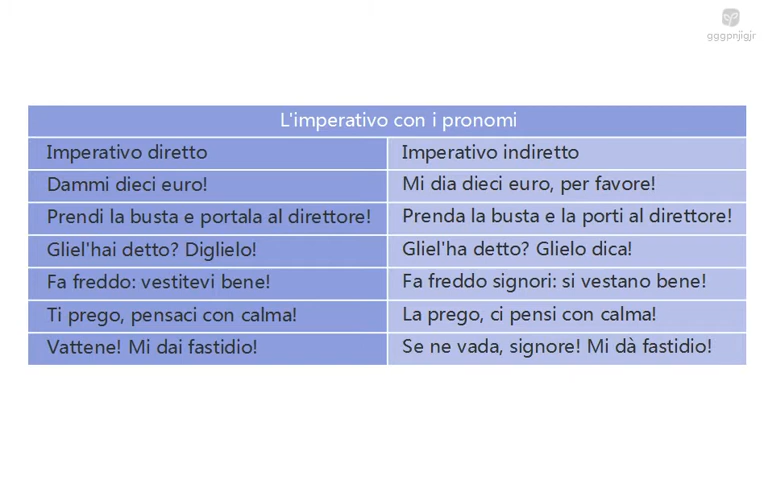 gggpnjigjr
L'imperativo con i pronomi
Imperativo diretto
Imperativo indiretto
Dammi dieci euro!
Mi dia dieci euro, per favore!
Prendi la busta e portala al direttore!
Prenda la busta e la porti al direttore!
Gliel'hai detto? Diglielo!
Gliel'ha detto? Glielo dica!
Fa freddo: vestitevi bene!
Fa freddo signori: si vestano bene!
Ti prego, pensaci con calma!
La prego, ci pensi con calma!
Vattene! Mi dai fastidio!
Se ne vada, signore! Mi dà fastidio!